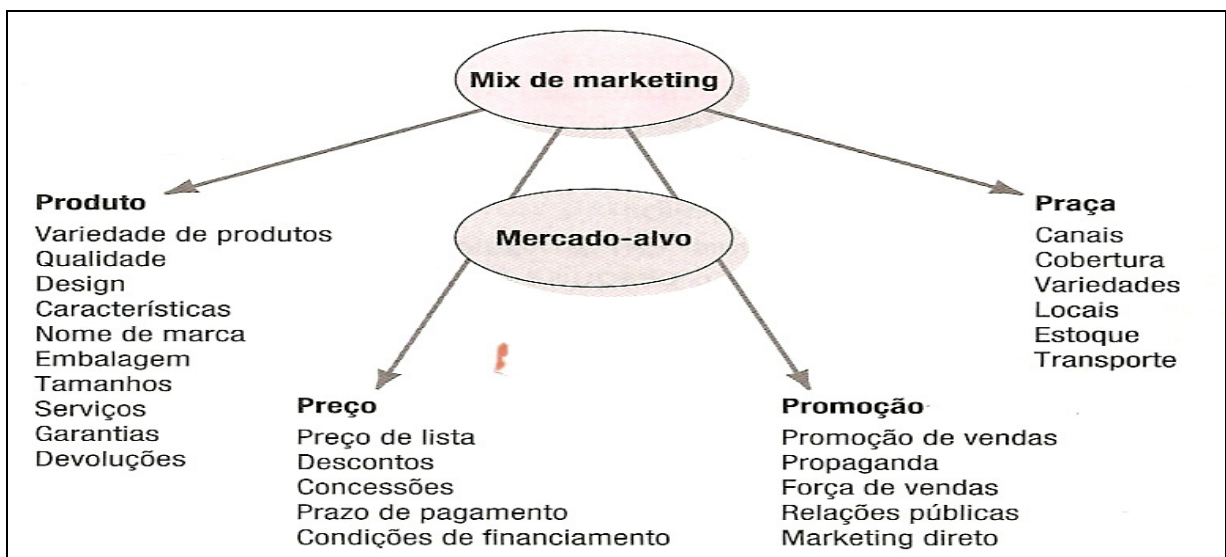 Mix de marketing
Mercado-alvo
Produto
Variedade de produtos
Qualidade
Design
Características
Nome de marca
Embalagem
Tamanhos
Serviços
Garantias
Devoluções
Preço
Preço de lista
Descontos
Concessões
Prazo de pagamento
Condições de financiamento
Promoção
Promoção de vendas
Propaganda
Força de vendas
Relações públicas
Marketing direto
Praça
Canais
Cobertura
Variedades
Locais
Estoque
Transporte